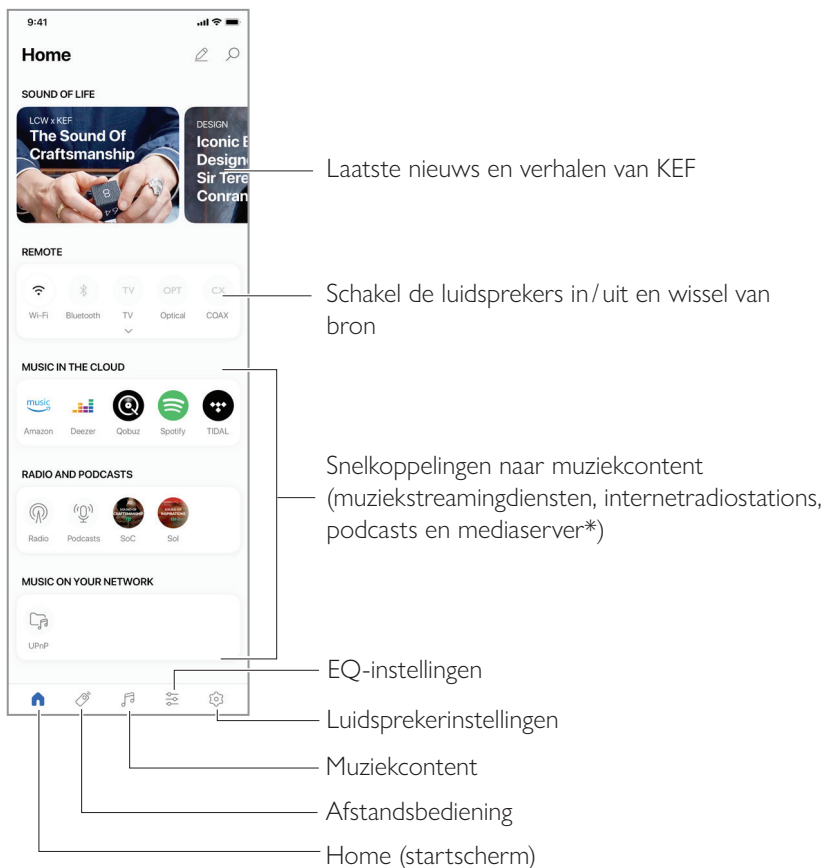 9:41
Home
SOUND OF LIFE
LCW x KEF
The Sound Of
Craftsmanship
DESIGN
Iconic
Design
Sir Tere
Conran
Laatste nieuws en verhalen van KEF
REMOTE
TV
OPT
CX
Wi-Fi
Bluetooth
TV
Optical
COAX
Schakel de luidsprekers in/uit en wissel van
bron
MUSIC IN THE CLOUD
music
Amazon
Deezer
Qobuz
Spotify
TIDAL
RADIO AND PODCASTS
Radio
Podcasts
SoC
SoI
Snelkoppelingen naar muziekcontent
(muziekstreamingdiensten, internetradiostations,
podcasts en mediaserver*)
MUSIC ON YOUR NETWORK
UPnP
EQ-instellingen
Luidsprekerinstellingen
Muziekcontent
Afstandsbediening
Home (startscherm)